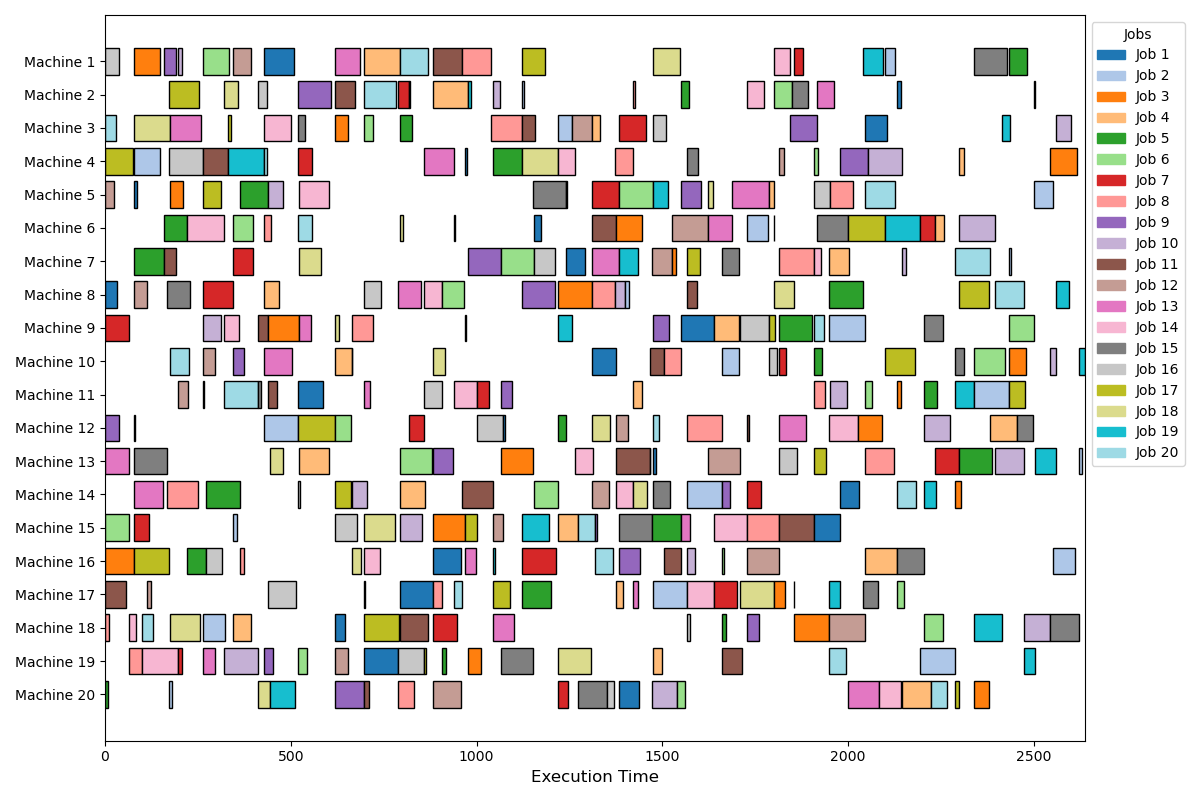 Machine 1
Machine 2
Machine 3
Machine 4
Machine 5
Machine 6
Machine 7
Machine 8
Machine 9
Machine 10
Machine 11
Machine 12
Machine 13
Machine 14
Machine 15
Machine 16
Machine 17
Machine 18
Machine 19
Machine 20
0 500 1000 1500 2000 2500
Execution Time
Jobs
Job 1
Job 2
Job 3
Job 4
Job 5
Job 6
Job 7
Job 8
Job 9
Job 10
Job 11
Job 12
Job 13
Job 14
Job 15
Job 16
Job 17
Job 18
Job 19
Job 20